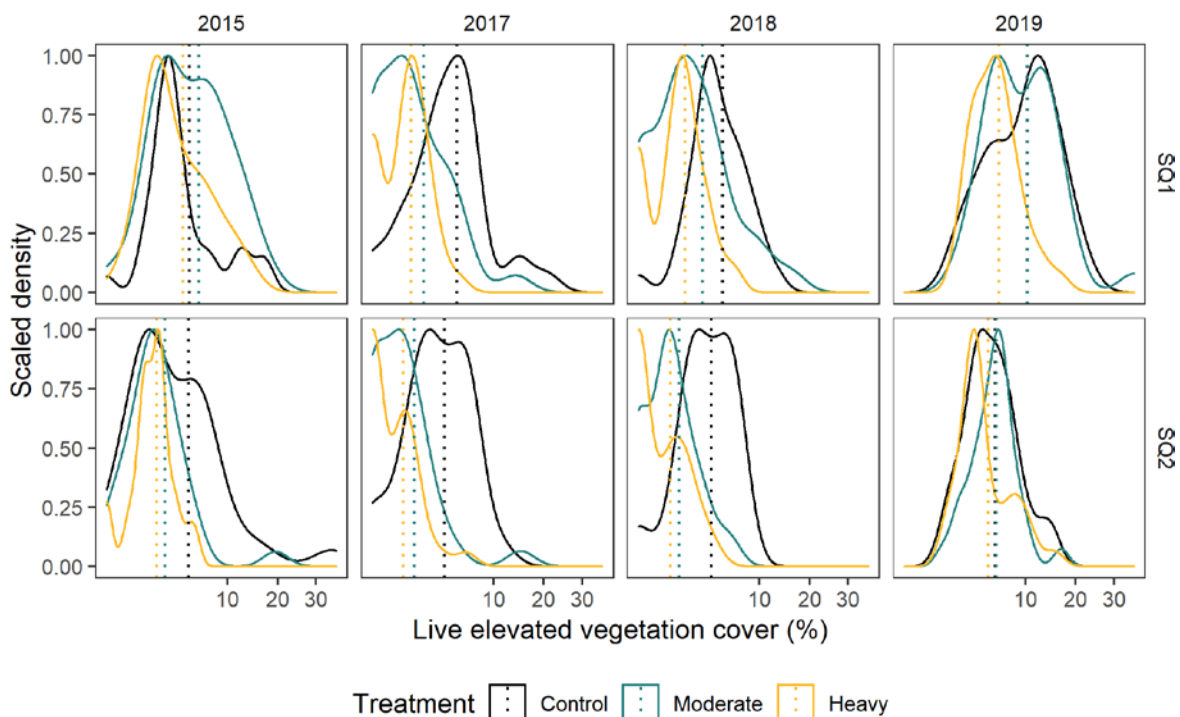 2015 2017 2018 2019
1.00
0.75
0.50
0.25
0.00
SQ1
1.00
0.75
0.50
0.25
0.00
SQ2
Scaled density
10 20 30 10 20 30 10 20 30 10 20 30
Live elevated vegetation cover (%)
Treatment Control Moderate Heavy